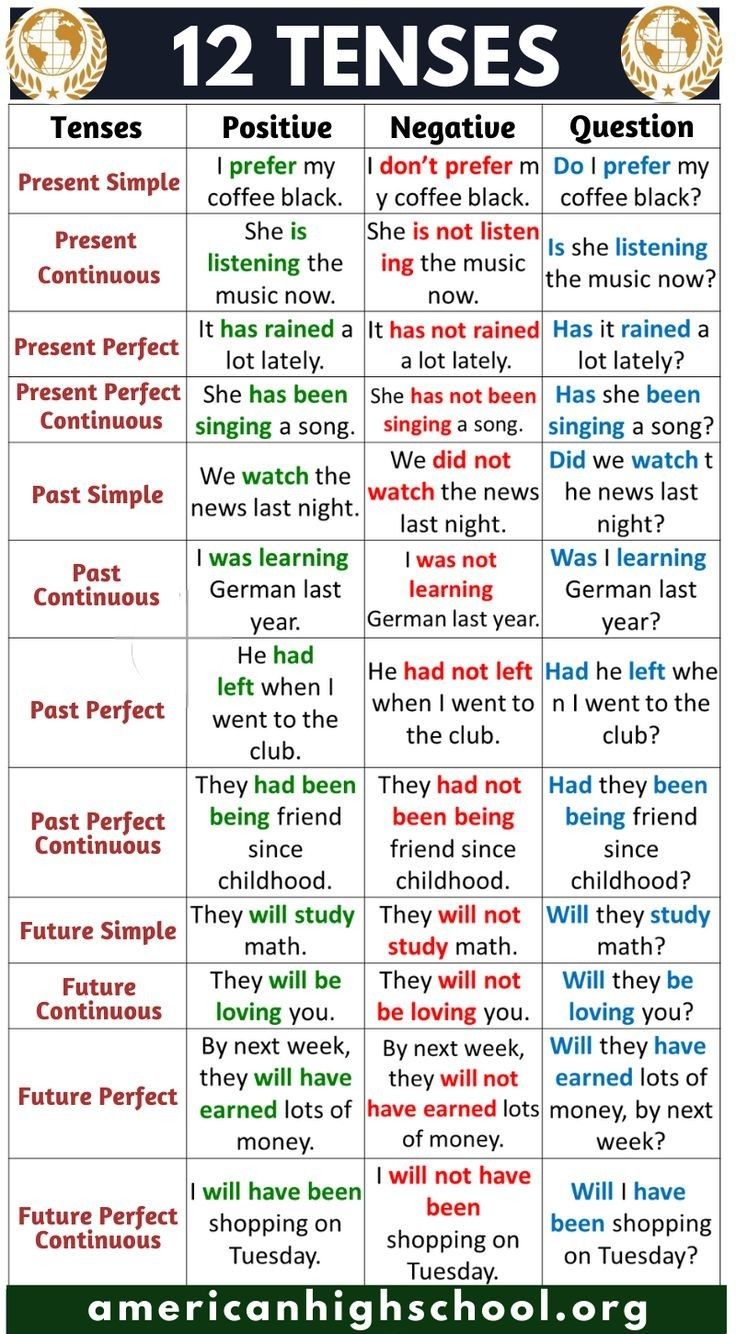 12 TENSES
Tenses Positive Negative Question
Present Simple
I prefer my
coffee black.
I don't prefer m
y coffee black.
Do I prefer my
coffee black?
Present
Continuous
She is
listening the
music now.
She is not listen
ing the music
now.
Is she listening
the music now?
Present Perfect
It has rained a
lot lately.
It has not rained
a lot lately.
Has it rained a
lot lately?
Present Perfect
Continuous
She has been
singing a song.
She has not been
singing a song.
Has she been
singing a song?
Past Simple
We watch the
news last night.
We did not
watch the news
last night.
Did we watch t
he news last
night?
Past
Continuous
I was learning
German last
year.
I was not
learning
German last year.
Was I learning
German last
year?
Past Perfect
He had
left when I
went to the
club.
He had not left
when I went to
the club.
Had he left whe
n I went to the
club?
Past Perfect
Continuous
They had been
being friend
since
childhood.
They had not
been being
friend since
childhood.
Had they been
being friend
since
childhood?
Future Simple
They will study
math.
They will not
study math.
Will they study
math?
Future
Continuous
They will be
loving you.
They will not
be loving you.
Will they be
loving you?
Future Perfect
By next week,
they will have
earned lots of
money.
By next week,
they will not
have earned lots
of money.
Will they have
earned lots of
money, by next
week?
Future Perfect
Continuous
I will have been
shopping on
Tuesday.
I will not have
been
shopping on
Tuesday.
Will I have
been shopping
on Tuesday?
americanhighschool.org